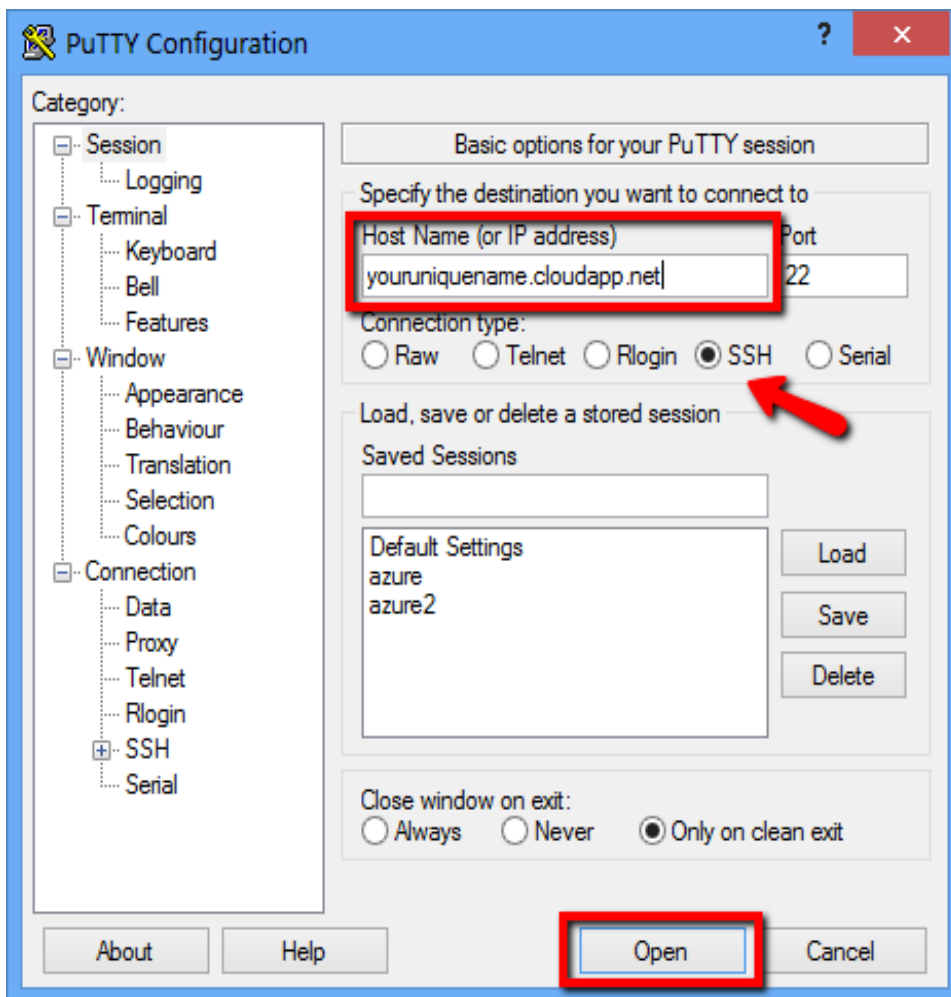 PuTTY Configuration
?
Category:
Session
Logging
Terminal
Keyboard
Bell
Features
Window
Appearance
Behaviour
Translation
Selection
Colours
Connection
Data
Proxy
Telnet
Rlogin
SSH
Serial
Basic options for your PuTTY session
Specify the destination you want to connect to
Host Name (or IP address) Port
youruniquename.cloudapp.net 22
Connection type:
Raw Telnet Rlogin SSH Serial
Load, save or delete a stored session
Saved Sessions
Default Settings
azure
azure2
Load
Save
Delete
Close window on exit:
Always Never Only on clean exit
About Help Open Cancel